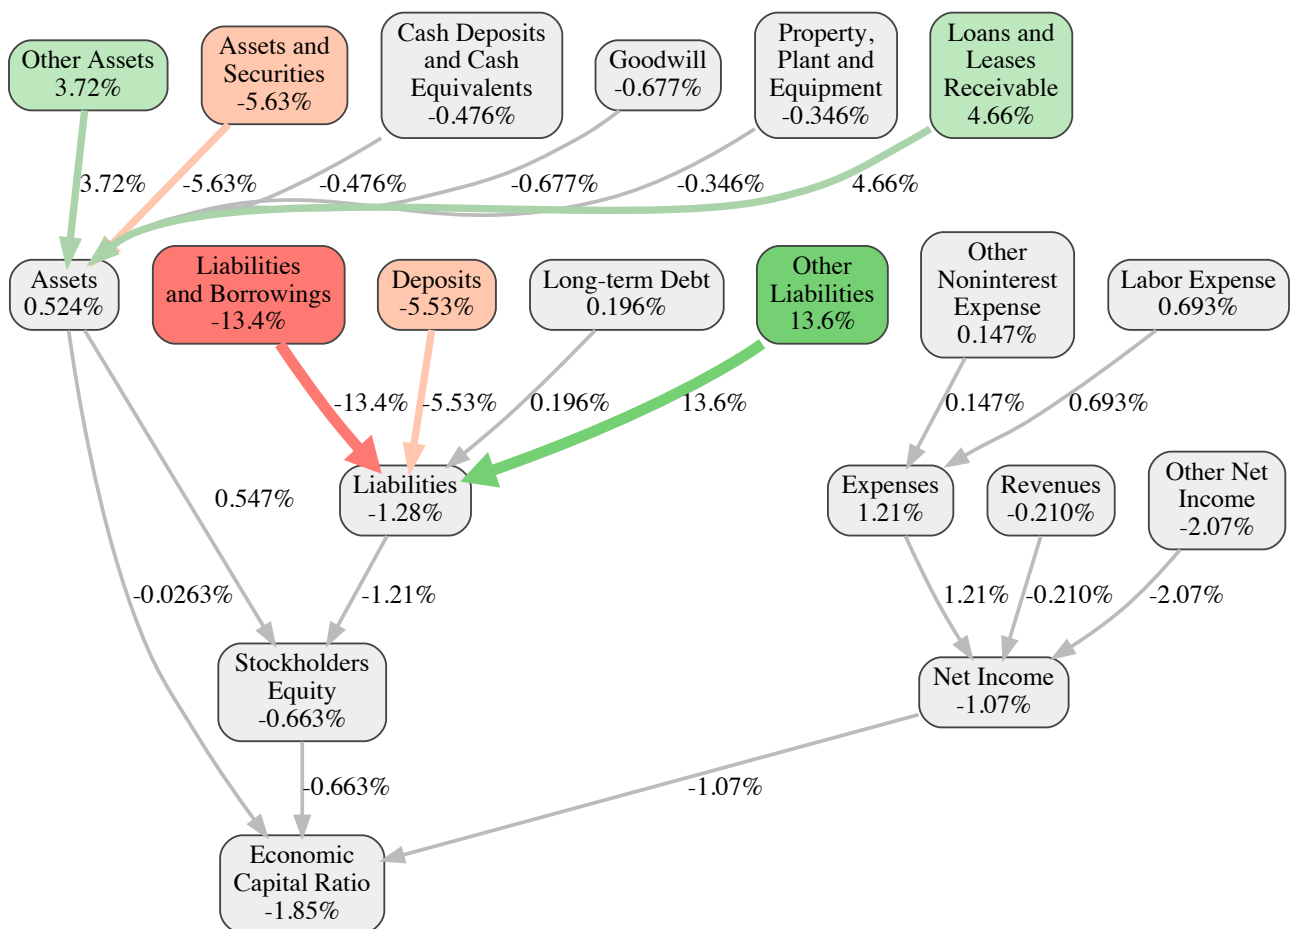 Other Assets
3.72%
Assets and
Securities
-5.63%
Cash Deposits
and Cash
Equivalents
-0.476%
Goodwill
-0.677%
Property,
Plant and
Equipment
-0.346%
Loans and
Leases
Receivable
4.66%
3.72%
-5.63%
-0.476%
-0.677%
-0.346%
4.66%
Assets
0.524%
Liabilities
and Borrowings
-13.4%
Deposits
-5.53%
Long-term Debt
0.196%
Other
Liabilities
13.6%
Other
Noninterest
Expense
0.147%
Labor Expense
0.693%
-13.4%
-5.53%
0.196%
13.6%
0.147%
0.693%
0.547%
Liabilities
-1.28%
Expenses
1.21%
Revenues
-0.210%
Other Net
Income
-2.07%
-0.0263%
-1.21%
1.21%
-0.210%
-2.07%
Stockholders
Equity
-0.663%
Net Income
-1.07%
-0.663%
-1.07%
Economic
Capital Ratio
-1.85%